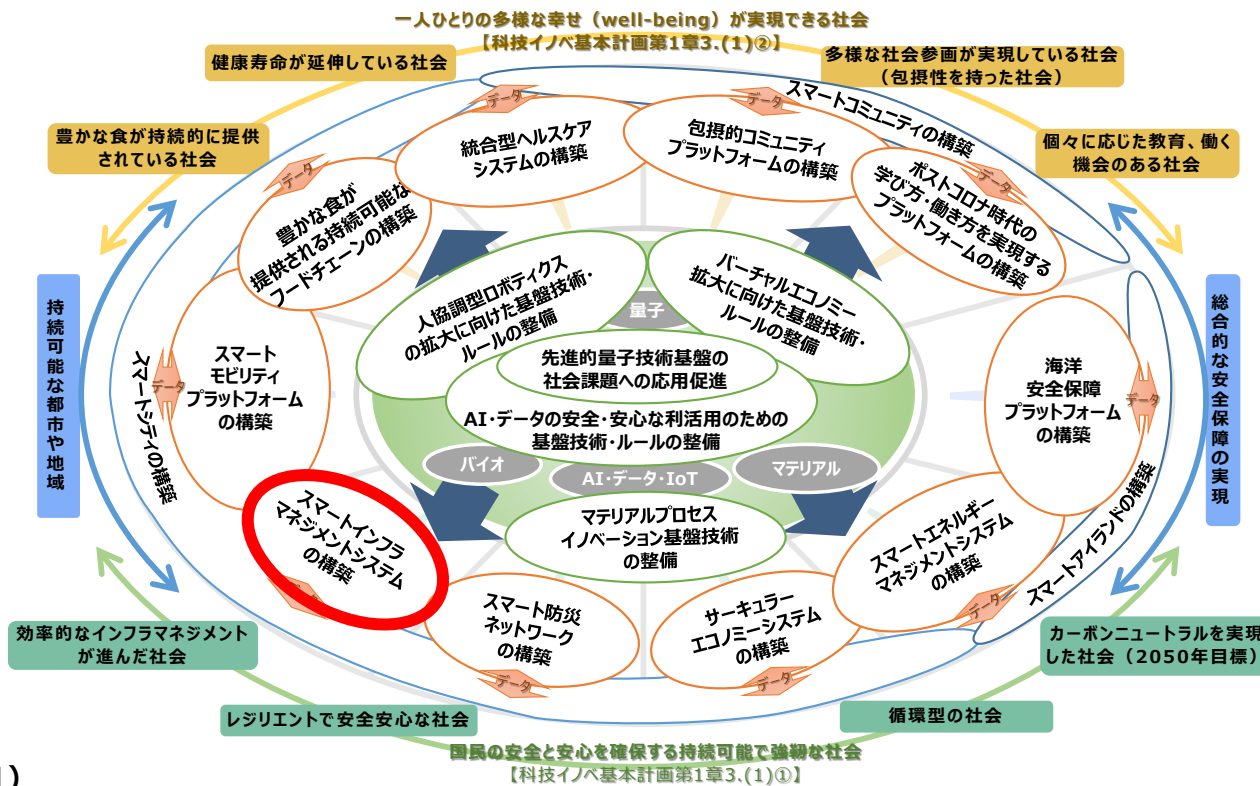 一人ひとりの多様な幸せ（well-being）が実現できる社会
【科技イノベ基本計画第1章3.(1)②】
健康寿命が延伸している社会
多様な社会参画が実現している社会
（包摂性を持った社会）
豊かな食が持続的に提供
されている社会
個々に応じた教育、働く
機会のある社会
スマートコミュニティの構築
データ
統合型ヘルスケア
システムの構築
データ
包摂的コミュニティ
プラットフォームの構築
データ
ポストコロナ時代の
学び方・働き方を実現する
プラットフォームの構築
データ
豊かな食が
提供される持続可能な
フードチェーンの構築
人協調型ロボティクス
の拡大に向けた基盤技術・
ルールの整備
バーチャルエコノミー
拡大に向けた基盤技術・
ルールの整備
量子
先進的量子技術基盤の
社会課題への応用促進
AI・データの安全・安心な利活用のための
基盤技術・ルールの整備
バイオ
AI・データ・IoT
マテリアル
マテリアルプロセス
イノベーション基盤技術
の整備
持続可能な都市や地域
総合的な安全保障の実現
スマートシティの構築
データ
スマート
モビリティ
プラットフォーム
の構築
海洋
安全保障
プラットフォーム
の構築
データ
スマートアイランドの構築
スマートインフラ
マネジメントシステム
の構築
データ
スマートエネルギー
マネジメントシステム
の構築
データ
スマート防災
ネットワーク
の構築
データ
サーキュラー
エコノミーシステム
の構築
データ
効率的なインフラマネジメント
が進んだ社会
カーボンニュートラルを実現
した社会（2050年目標）
レジリエントで安全安心な社会
循環型の社会
国民の安全と安心を確保する持続可能で強靭な社会
【科技イノベ基本計画第1章3.(1)①】